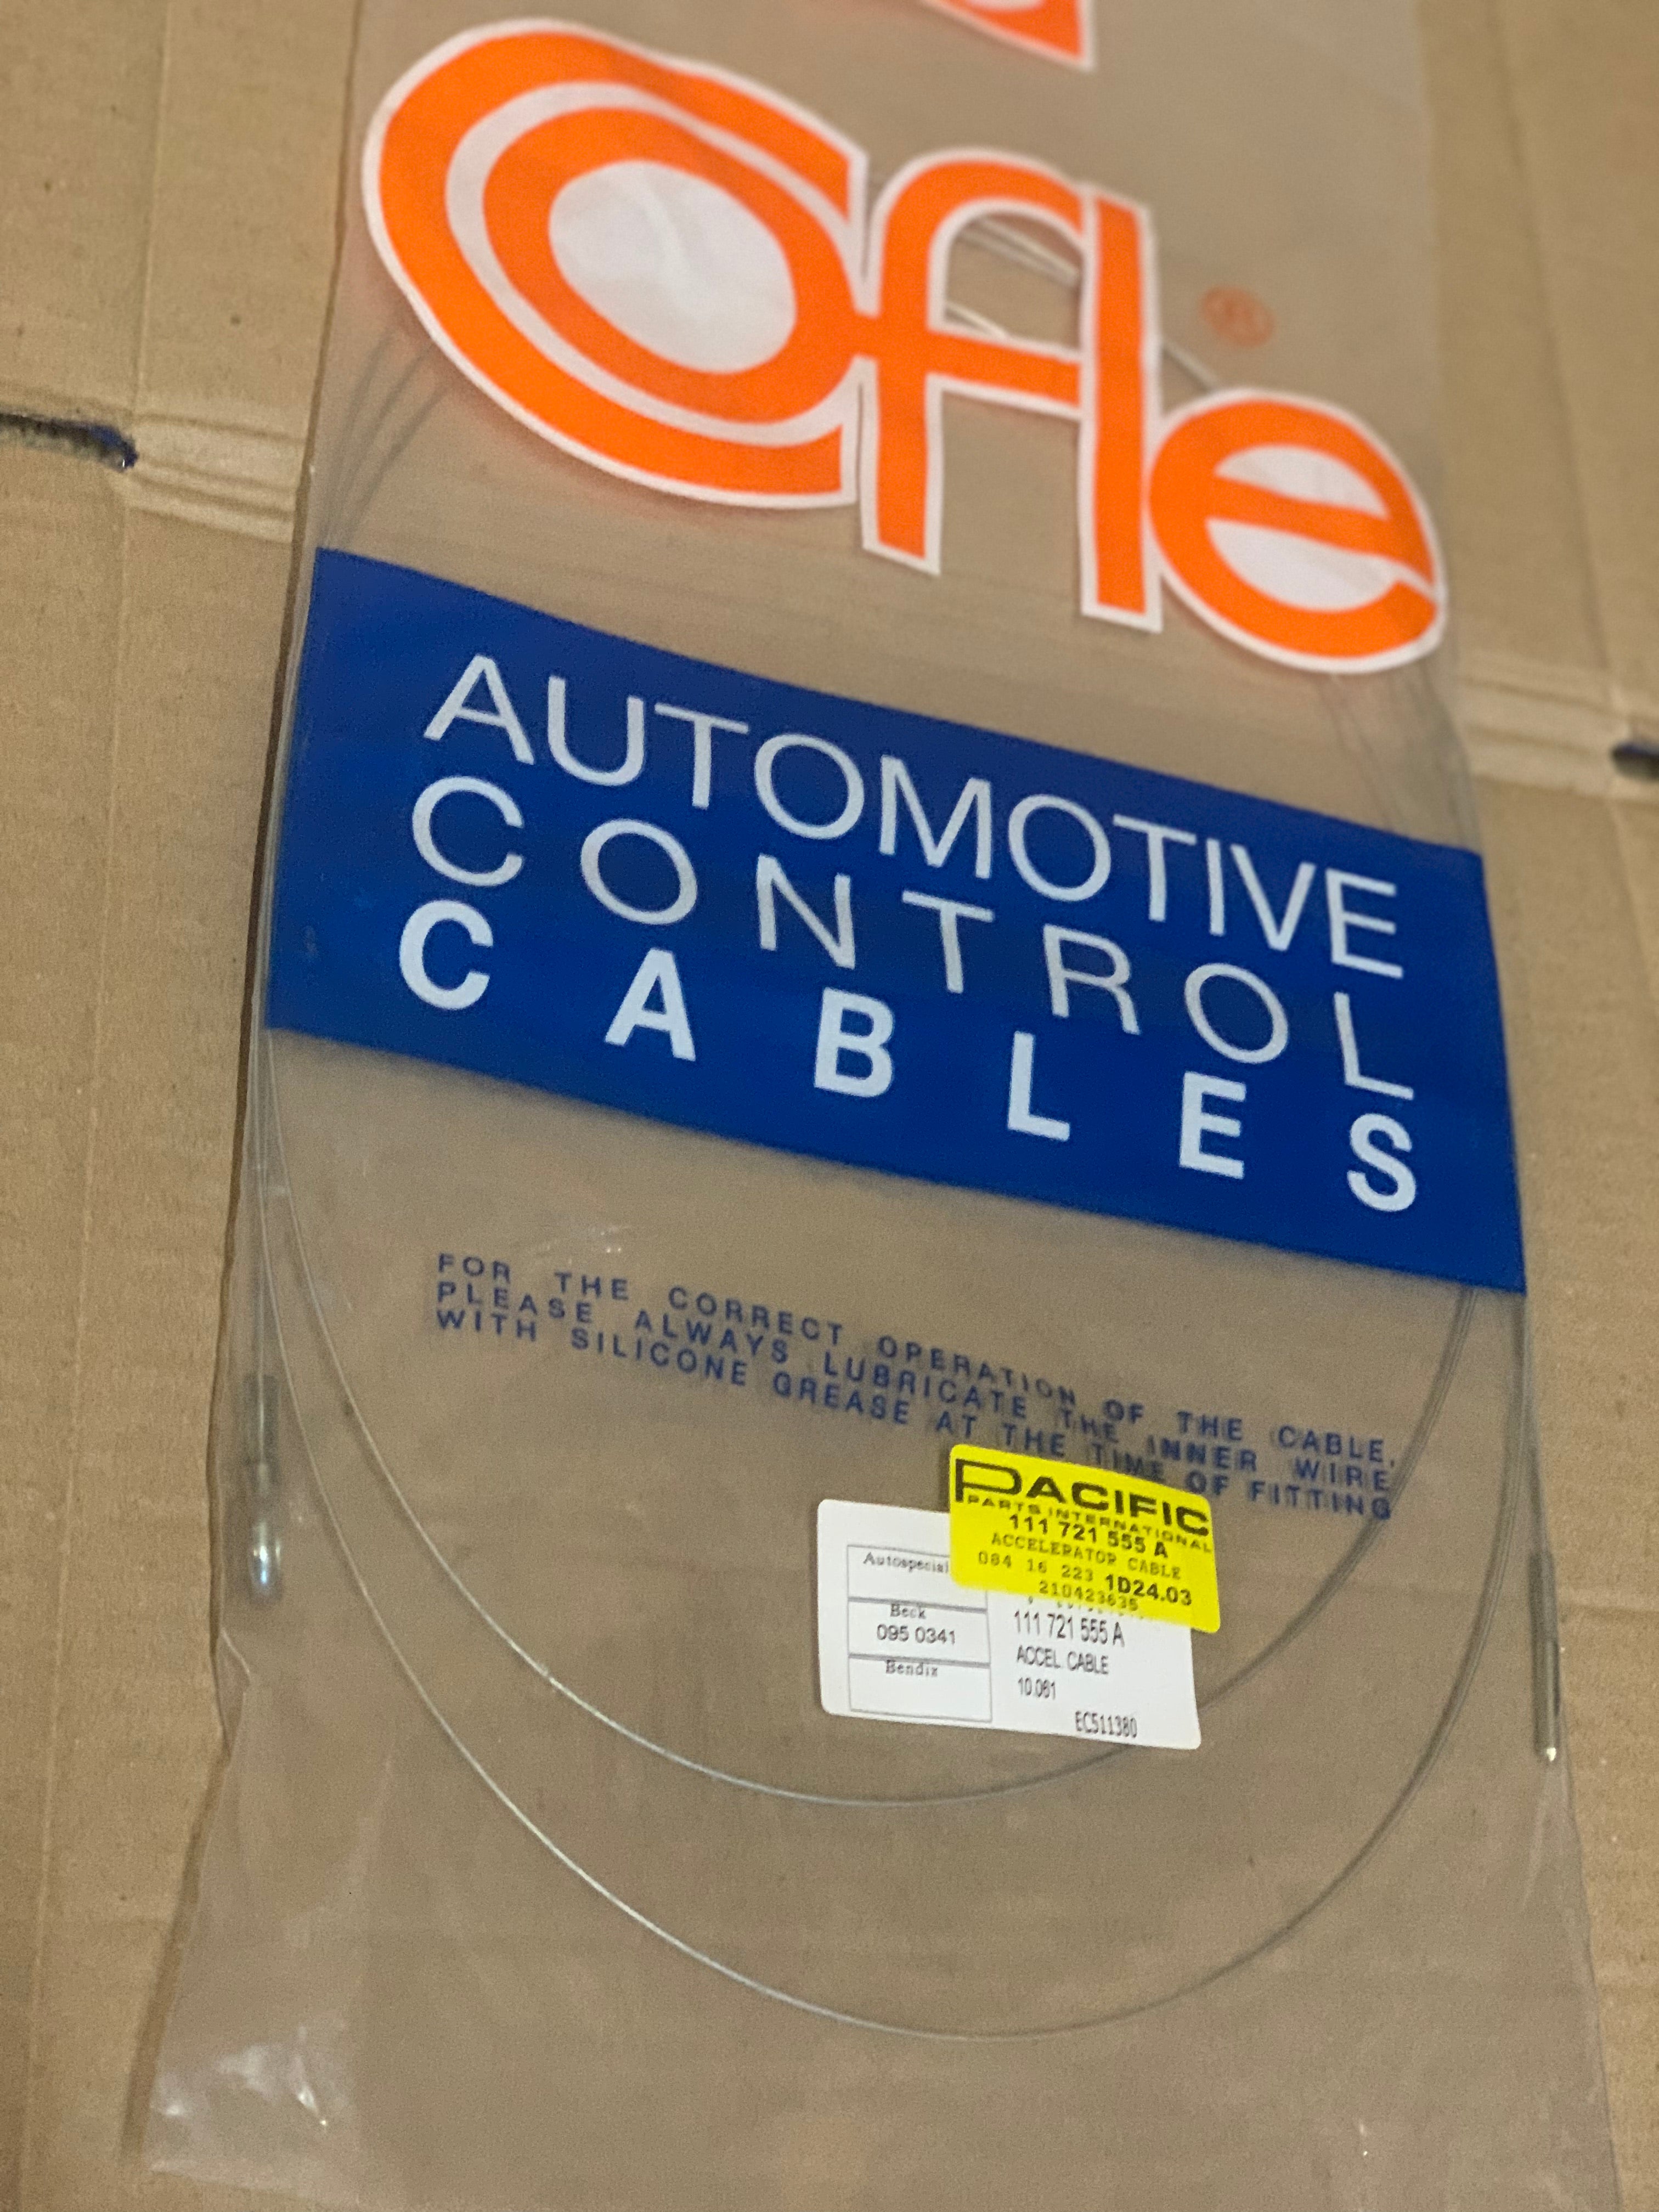 Cofle
®
AUTOMOTIVE
CONTROL
CABLES
FOR THE CORRECT OPERATION OF THE CABLE,
PLEASE ALWAYS LUBRICATE THE INNER WIRE
WITH SILICONE GREASE AT THE TIME OF FITTING
PACIFIC
PARTS INTERNATIONAL
111 721 555 A
ACCELERATOR CABLE
084 16 223 1D24.03
210423635
Autospecial
Beck
095 0341
Bendix
111 721 555 A
ACCEL. CABLE
10.061
EC511380